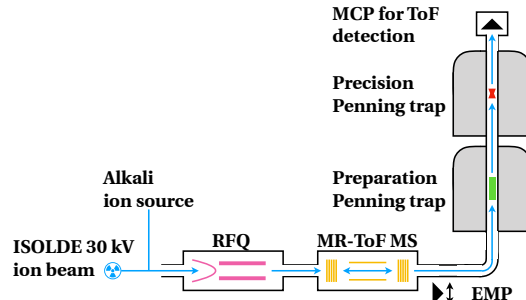 MCP for ToF
detection
Precision
Penning trap
Preparation
Penning trap
Alkali
ion source
ISOLDE 30 kV
ion beam
RFQ
MR-ToF MS
EMP